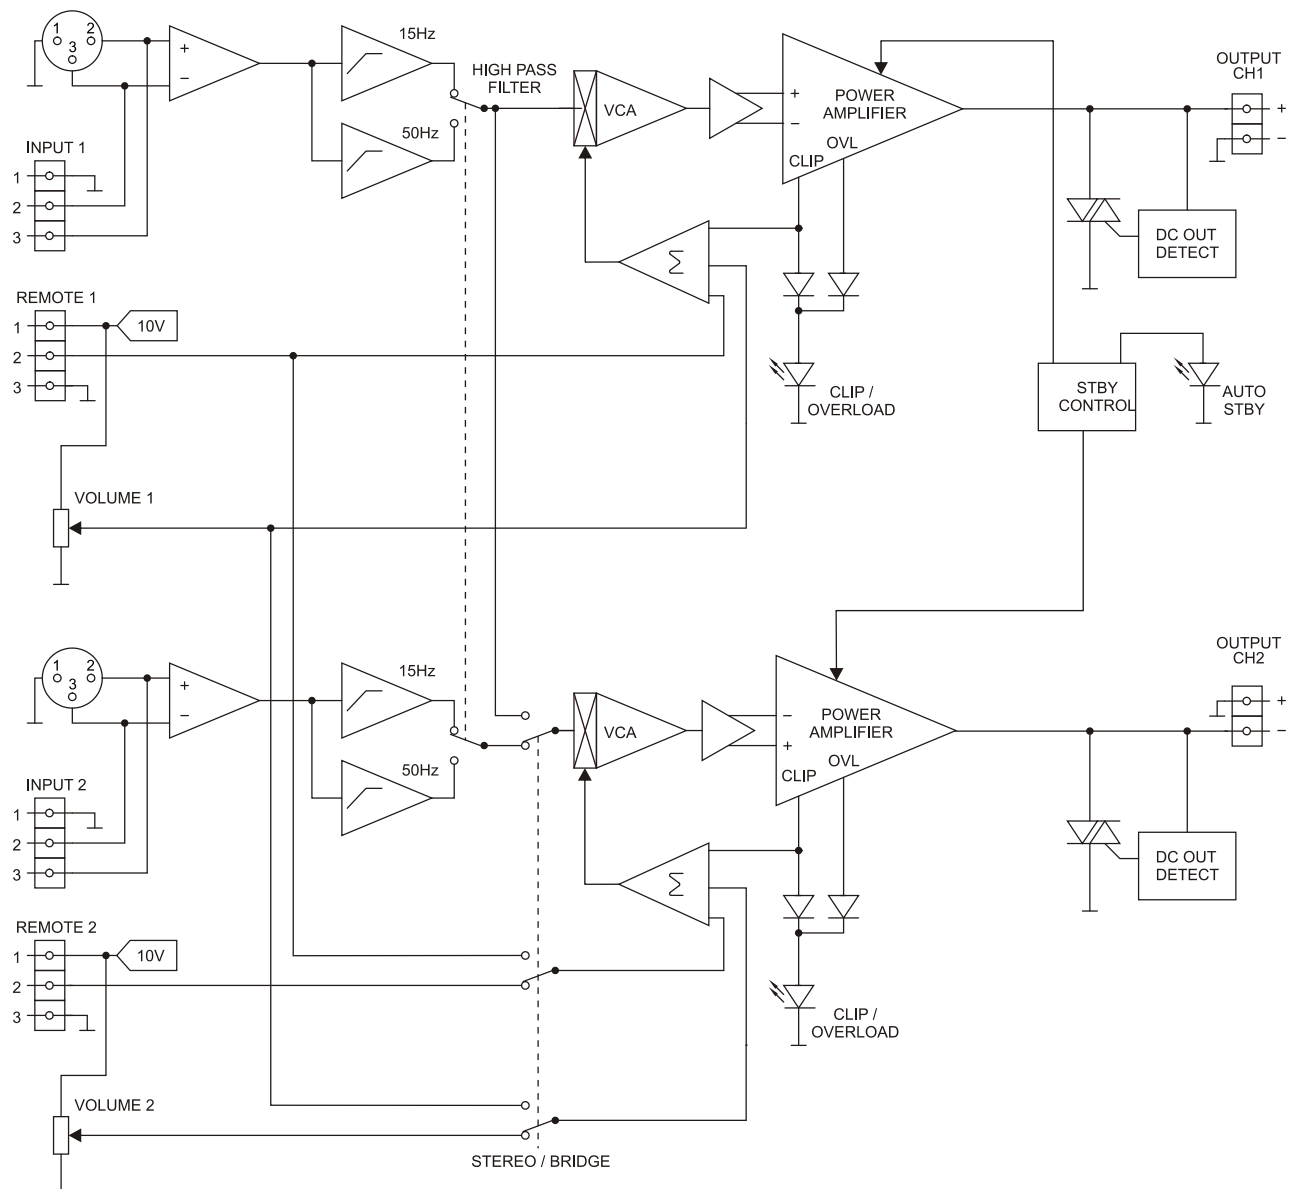 1
2
3
+
−
15Hz
50Hz
HIGH PASS
FILTER
VCA
+
−
POWER
AMPLIFIER
OVL
CLIP
OUTPUT
CH1
+
−
INPUT 1
1
2
3
Σ
DC OUT
DETECT
REMOTE 1
1
2
3
10V
CLIP /
OVERLOAD
STBY
CONTROL
AUTO
STBY
VOLUME 1
1
2
3
+
−
15Hz
50Hz
VCA
−
+
POWER
AMPLIFIER
OVL
CLIP
OUTPUT
CH2
+
−
INPUT 2
1
2
3
Σ
DC OUT
DETECT
REMOTE 2
1
2
3
10V
CLIP /
OVERLOAD
VOLUME 2
STEREO / BRIDGE